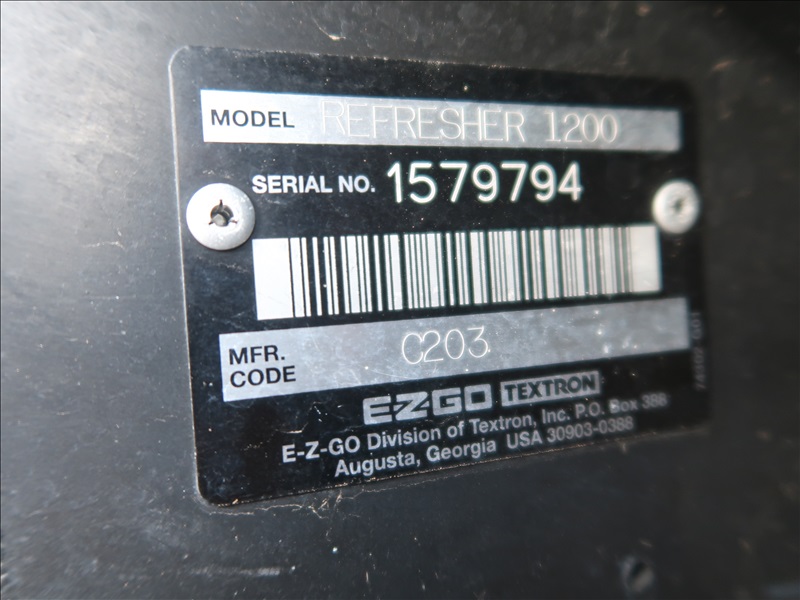 MODEL REFRESHER 1200
SERIAL NO. 1579794
MFR. CODE C203
E-Z-GO TEXTRON
E-Z-GO Division of Textron, Inc. P.O. Box 388
Augusta, Georgia USA 30903-0388